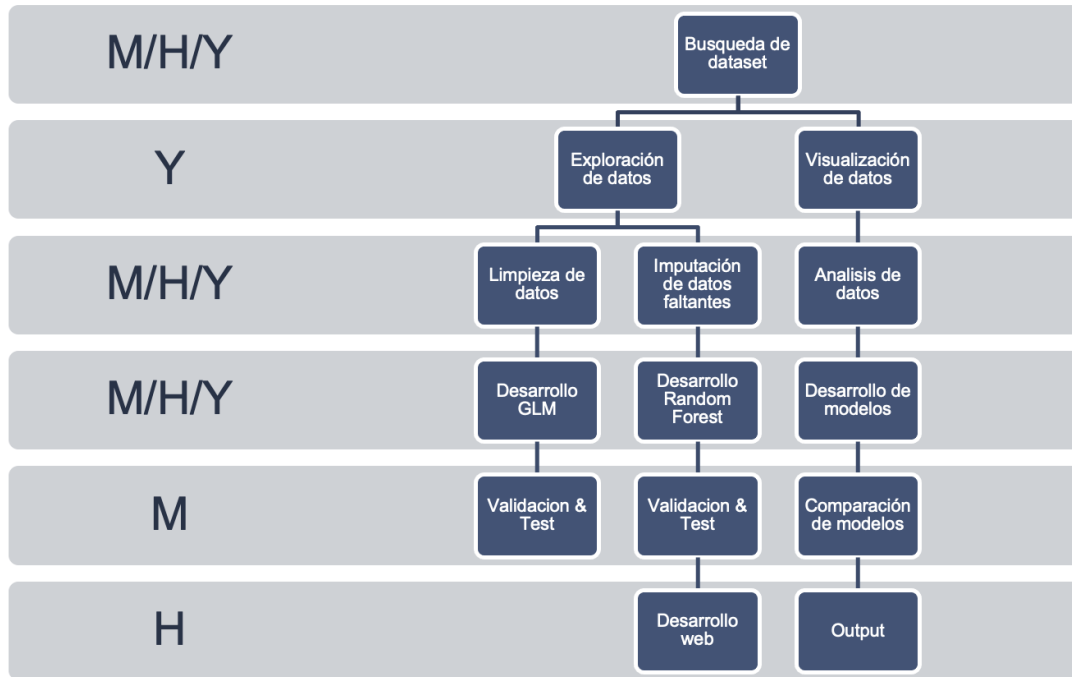 M/H/Y
Busqueda de
dataset
Y
Exploración
de datos
Visualización
de datos
M/H/Y
Limpieza de
datos
Imputación
de datos
faltantes
Analisis de
datos
M/H/Y
Desarrollo
GLM
Desarrollo
Random
Forest
Desarrollo de
modelos
M
Validacion &
Test
Validacion &
Test
Comparación
de modelos
H
Desarrollo
web
Output